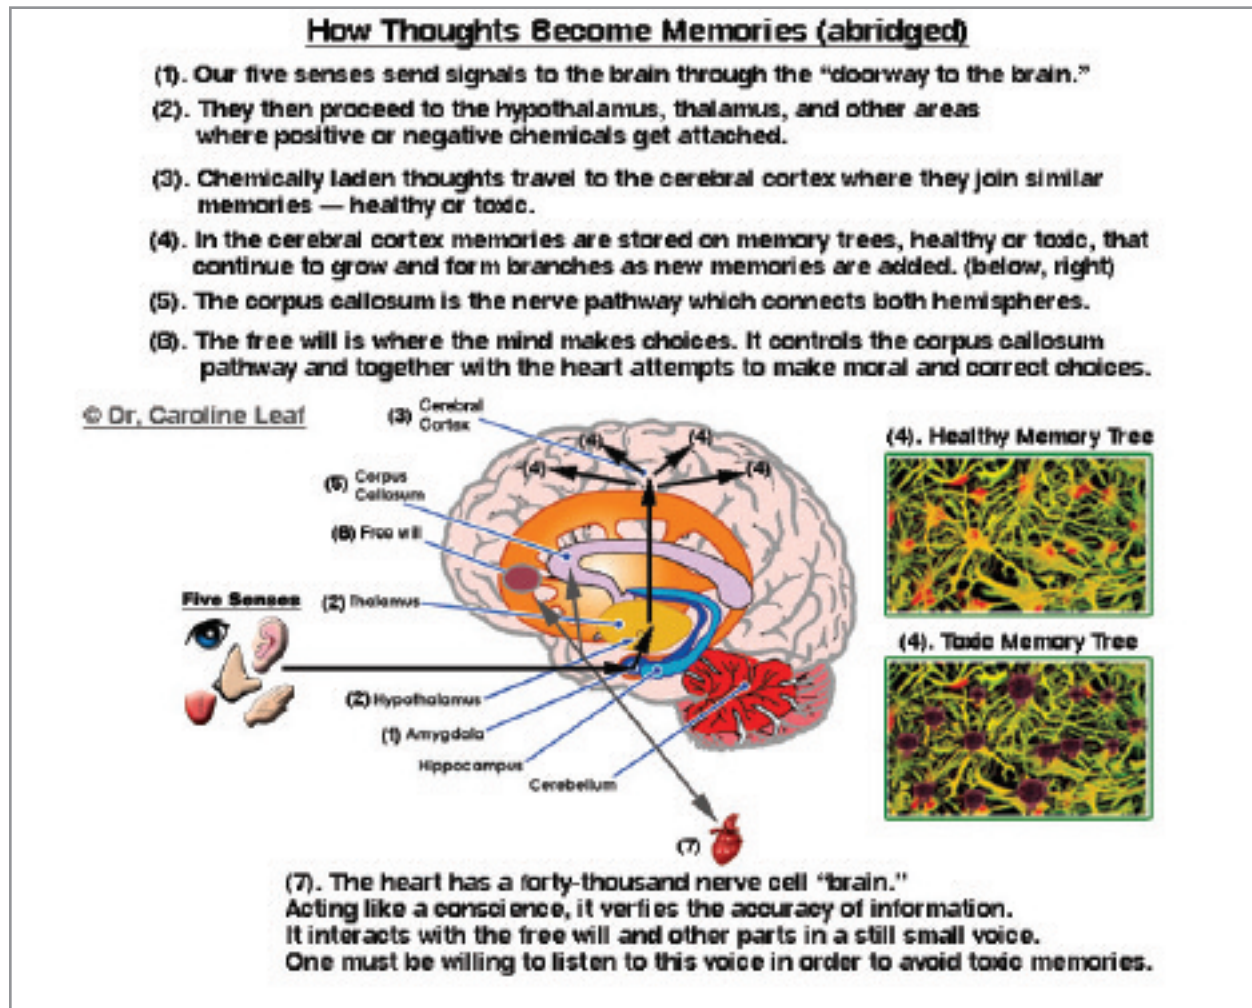 How Thoughts Become Memories (abridged)
(1). Our five senses send signals to the brain through the “doorway to the brain.”
(2). They then proceed to the hypothalamus, thalamus, and other areas
where positive or negative chemicals get attached.
(3). Chemically laden thoughts travel to the cerebral cortex where they join similar
memories — healthy or toxic.
(4). In the cerebral cortex memories are stored on memory trees, healthy or toxic, that
continue to grow and form branches as new memories are added. (below, right)
(5). The corpus callosum is the nerve pathway which connects both hemispheres.
(6). The free will is where the mind makes choices. It controls the corpus callosum
pathway and together with the heart attempts to make moral and correct choices.
© Dr, Caroline Leaf
(3) Cerebral
Cortex
(4)
(4)
(4)
(4)
(5) Corpus
Callosum
(6) Free will
Five Senses
(2) Thalamus
(2) Hypothalamus
(1) Amygdala
Hippocampus
Cerebellum
(4). Healthy Memory Tree
(4). Toxic Memory Tree
(7)
(7). The heart has a forty-thousand nerve cell “brain.”
Acting like a conscience, it verfies the accuracy of information.
It interacts with the free will and other parts in a still small voice.
One must be willing to listen to this voice in order to avoid toxic memories.